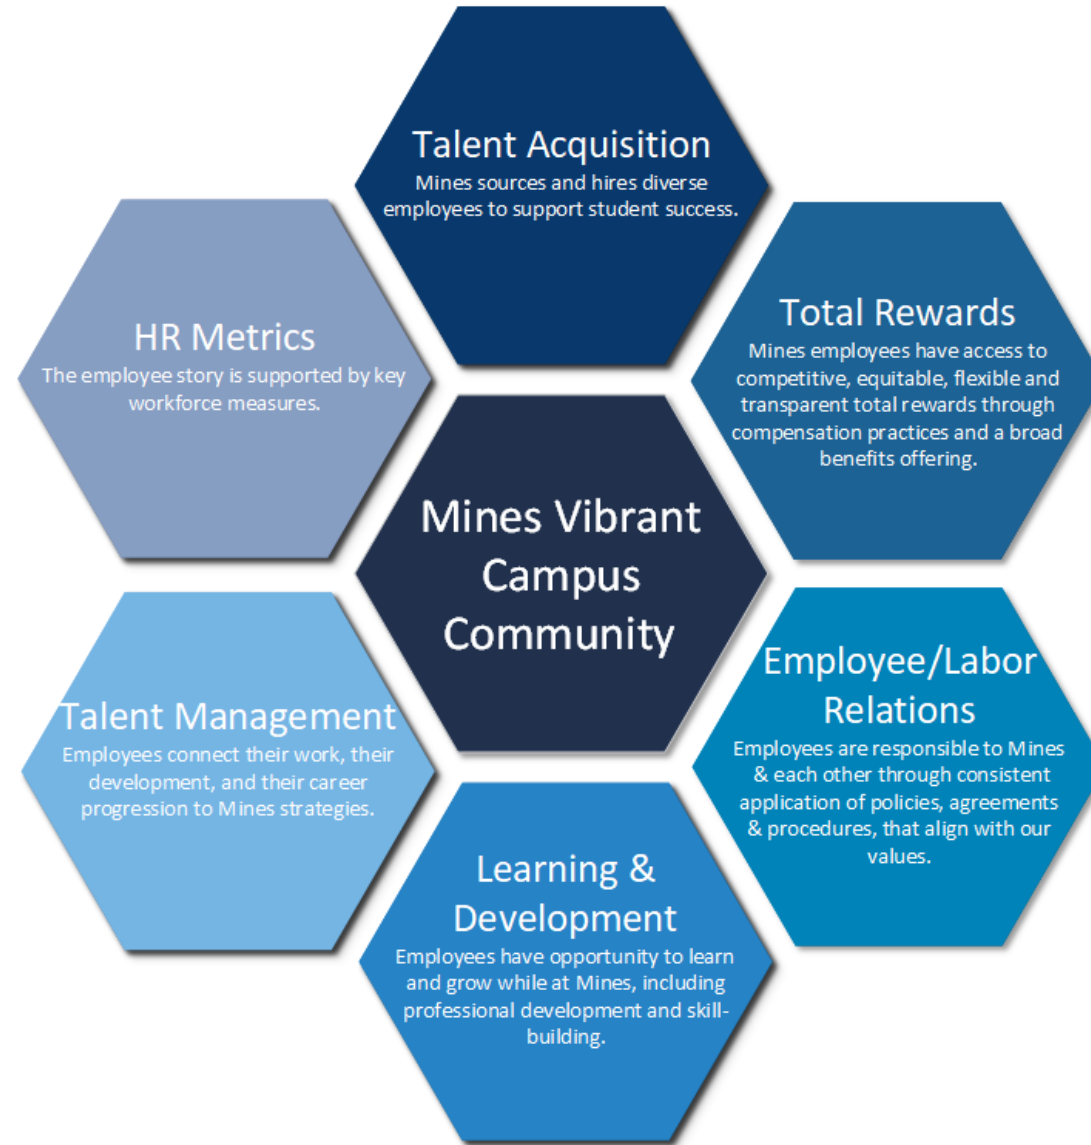 Talent Acquisition
Mines sources and hires diverse
employees to support student success.
Total Rewards
Mines employees have access to
competitive, equitable, flexible and
transparent total rewards through
compensation practices and a broad
benefits offering.
Employee/Labor
Relations
Employees are responsible to Mines
& each other through consistent
application of policies, agreements
& procedures, that align with our
values.
Learning &
Development
Employees have opportunity to learn
and grow while at Mines, including
professional development and skill-
building.
Talent Management
Employees connect their work, their
development, and their career
progression to Mines strategies.
HR Metrics
The employee story is supported by key
workforce measures.
Mines Vibrant
Campus
Community